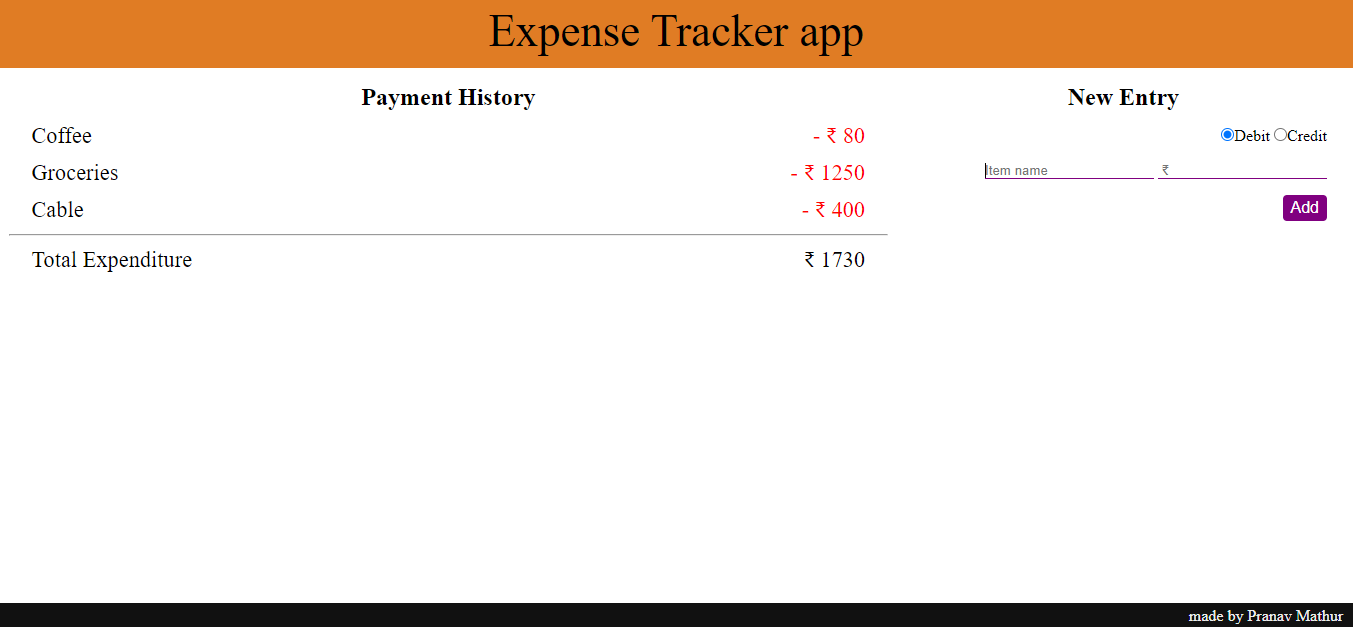 Expense Tracker app
Payment History
Coffee - ₹ 80
Groceries - ₹ 1250
Cable - ₹ 400
Total Expenditure ₹ 1730
New Entry
Debit Credit
Item name ₹
Add
made by Pranav Mathur